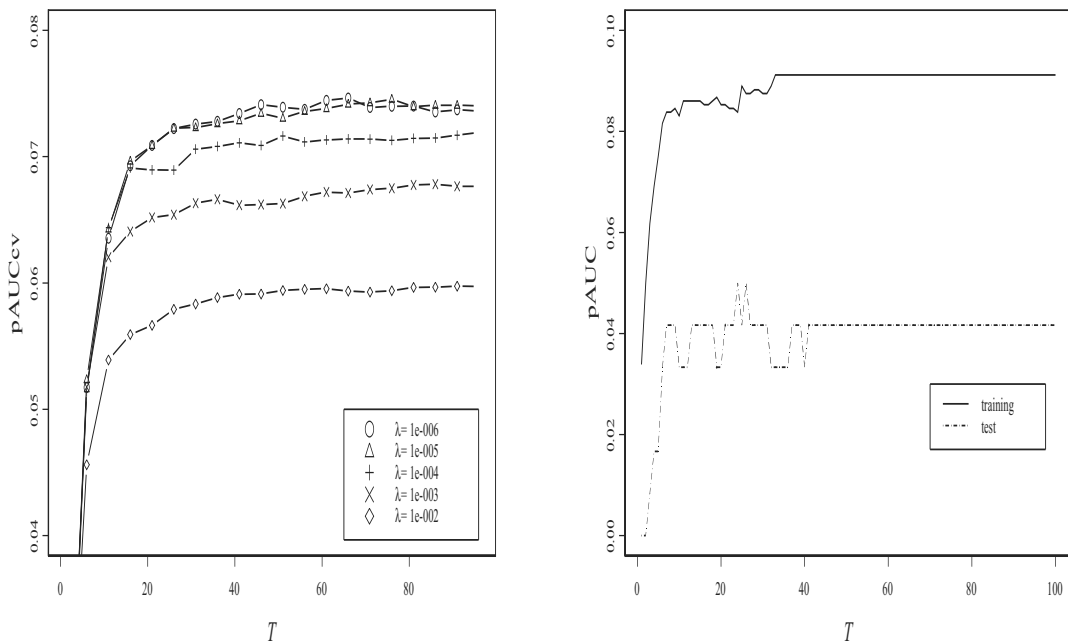 pAUCcv
0.08
0.07
0.06
0.05
0.04
0
20
40
60
80
T
λ= 1e-006
λ= 1e-005
λ= 1e-004
λ= 1e-003
λ= 1e-002
pAUC
0.10
0.08
0.06
0.04
0.02
0.00
0
20
40
60
80
100
T
training
test